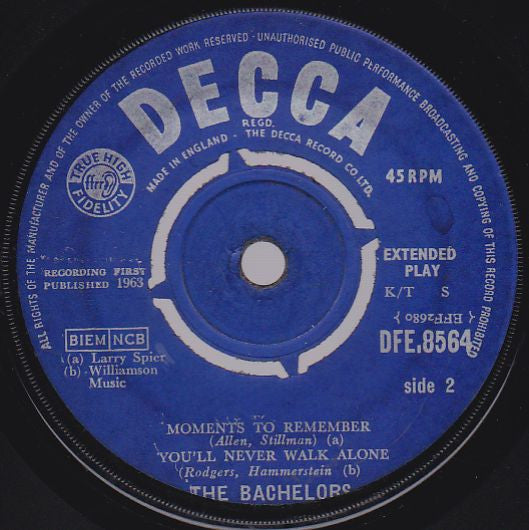 ALL RIGHTS OF THE MANUFACTURER AND OF THE OWNER OF THE RECORDED WORK RESERVED · UNAUTHORISED PUBLIC PERFORMANCE BROADCASTING AND COPYING OF THIS RECORD PROHIBITED
DECCA
REGD.
MADE IN ENGLAND - THE DECCA RECORD CO. LTD.
TRUE HIGH
ffrr
FIDELITY
45 RPM
RECORDING FIRST
PUBLISHED 1963
EXTENDED
PLAY
K/T S
(EFP2680)
DFE.8564
BIEM NCB
(a) Larry Spier
(b) Williamson
Music
side 2
MOMENTS TO REMEMBER
(Allen, Stillman) (a)
YOU'LL NEVER WALK ALONE
(Rodgers, Hammerstein (b)
THE BACHELORS